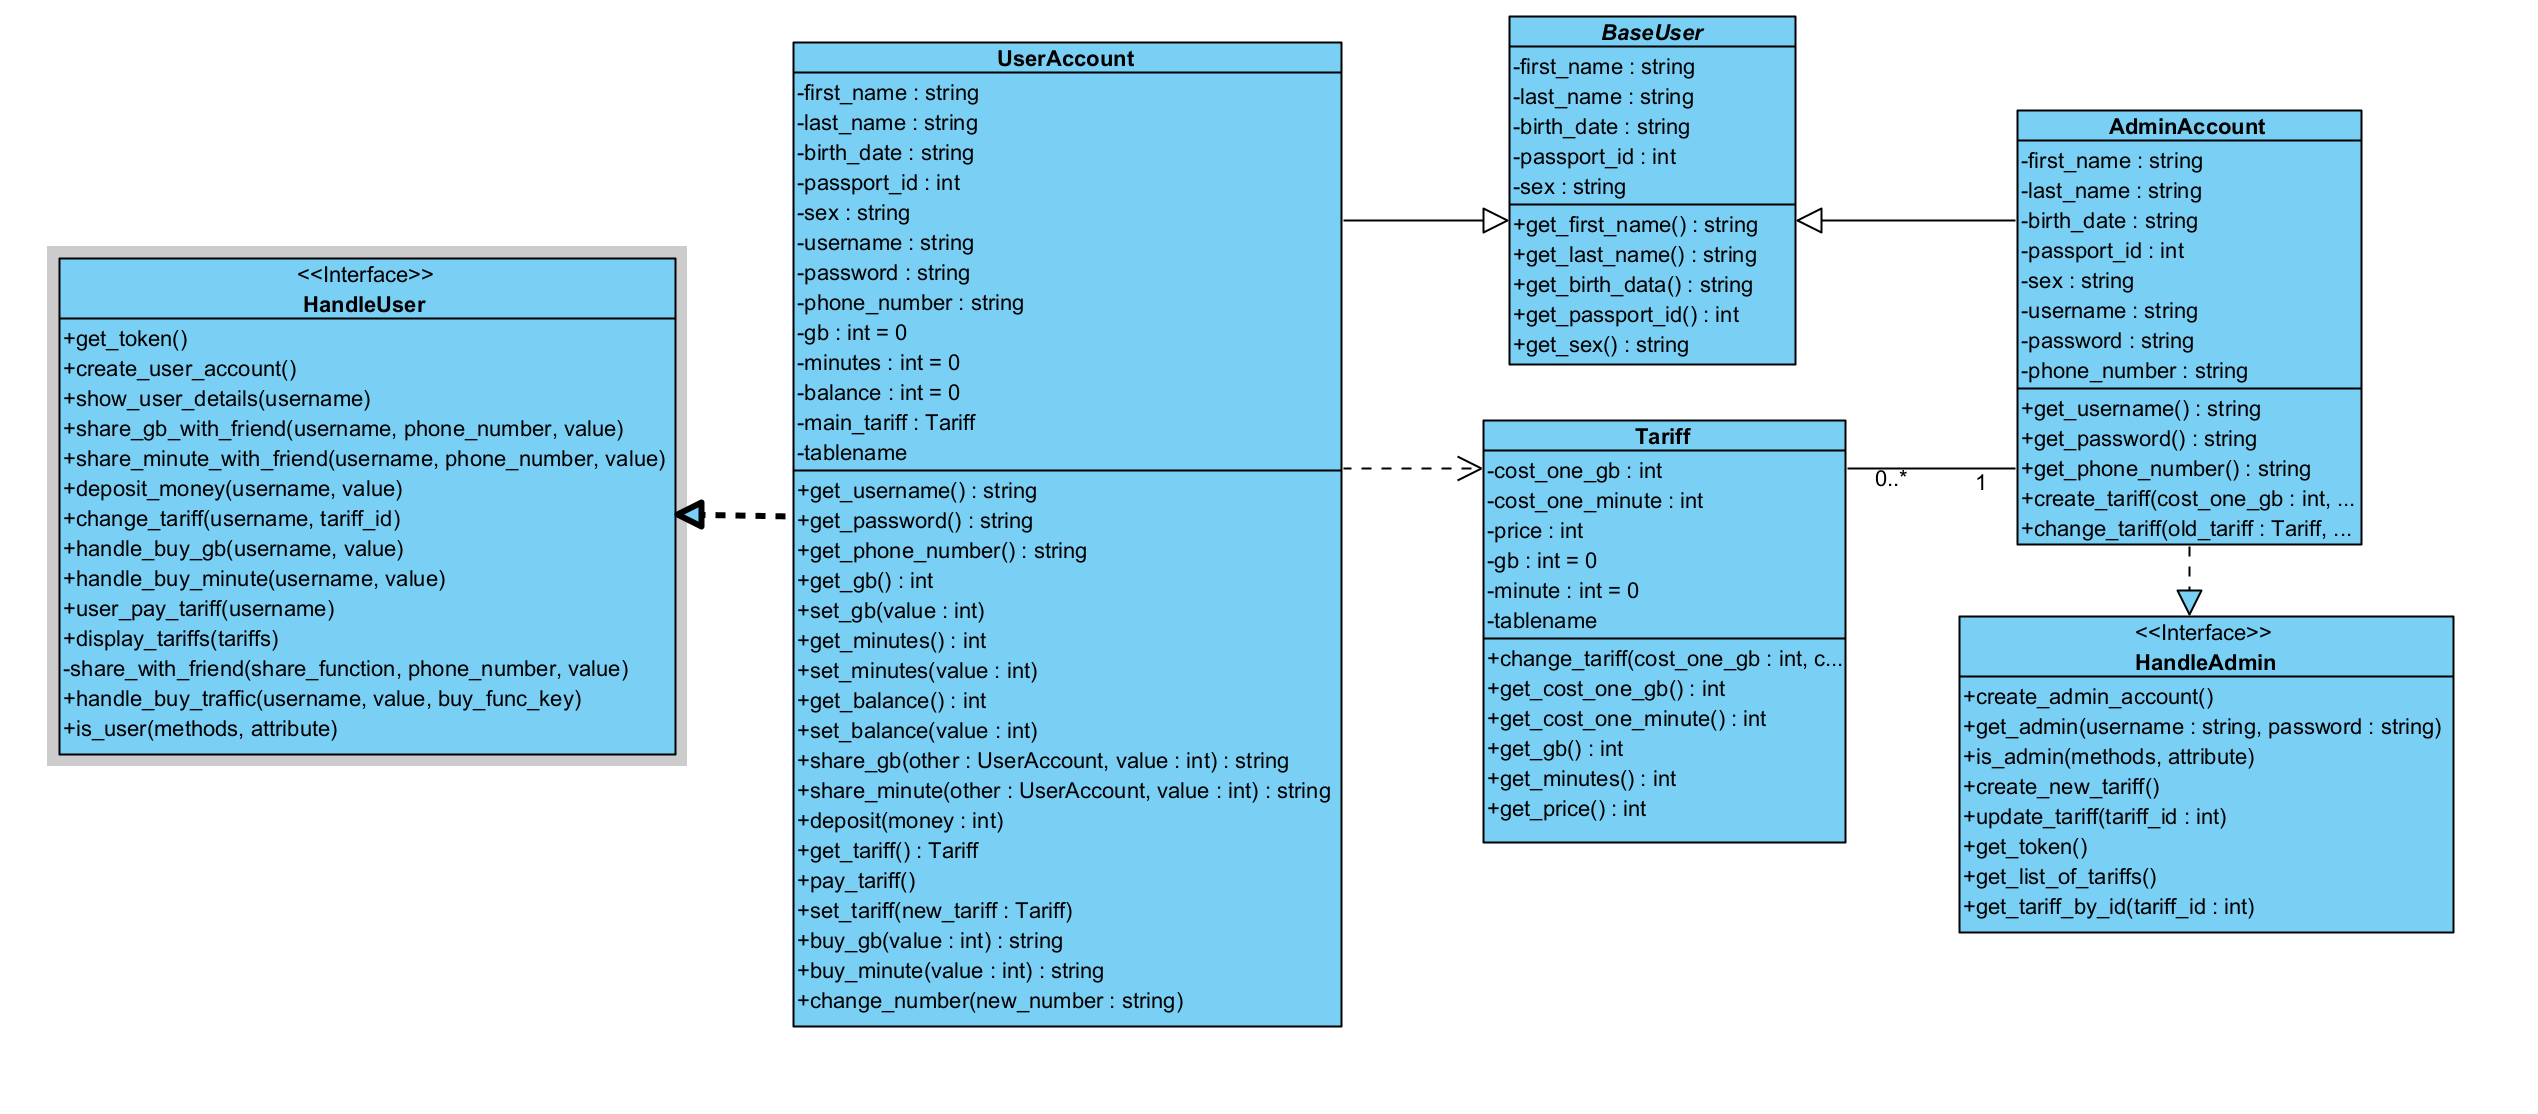 <<Interface>>
HandleUser
+get_token()
+create_user_account()
+show_user_details(username)
+share_gb_with_friend(username, phone_number, value)
+share_minute_with_friend(username, phone_number, value)
+deposit_money(username, value)
+change_tariff(username, tariff_id)
+handle_buy_gb(username, value)
+handle_buy_minute(username, value)
+user_pay_tariff(username)
+display_tariffs(tariffs)
-share_with_friend(share_function, phone_number, value)
+handle_buy_traffic(username, value, buy_func_key)
+is_user(methods, attribute)
UserAccount
-first_name : string
-last_name : string
-birth_date : string
-passport_id : int
-sex : string
-username : string
-password : string
-phone_number : string
-gb : int = 0
-minutes : int = 0
-balance : int = 0
-main_tariff : Tariff
-tablename
+get_username() : string
+get_password() : string
+get_phone_number() : string
+get_gb() : int
+set_gb(value : int)
+get_minutes() : int
+set_minutes(value : int)
+get_balance() : int
+set_balance(value : int)
+share_gb(other : UserAccount, value : int) : string
+share_minute(other : UserAccount, value : int) : string
+deposit(money : int)
+get_tariff() : Tariff
+pay_tariff()
+set_tariff(new_tariff : Tariff)
+buy_gb(value : int) : string
+buy_minute(value : int) : string
+change_number(new_number : string)
BaseUser
-first_name : string
-last_name : string
-birth_date : string
-passport_id : int
-sex : string
+get_first_name() : string
+get_last_name() : string
+get_birth_data() : string
+get_passport_id() : int
+get_sex() : string
Tariff
-cost_one_gb : int
-cost_one_minute : int
-price : int
-gb : int = 0
-minute : int = 0
-tablename
+change_tariff(cost_one_gb : int, c...
+get_cost_one_gb() : int
+get_cost_one_minute() : int
+get_gb() : int
+get_minutes() : int
+get_price() : int
0..*
1
AdminAccount
-first_name : string
-last_name : string
-birth_date : string
-passport_id : int
-sex : string
-username : string
-password : string
-phone_number : string
+get_username() : string
+get_password() : string
+get_phone_number() : string
+create_tariff(cost_one_gb : int, ...
+change_tariff(old_tariff : Tariff, ...
<<Interface>>
HandleAdmin
+create_admin_account()
+get_admin(username : string, password : string)
+is_admin(methods, attribute)
+create_new_tariff()
+update_tariff(tariff_id : int)
+get_token()
+get_list_of_tariffs()
+get_tariff_by_id(tariff_id : int)